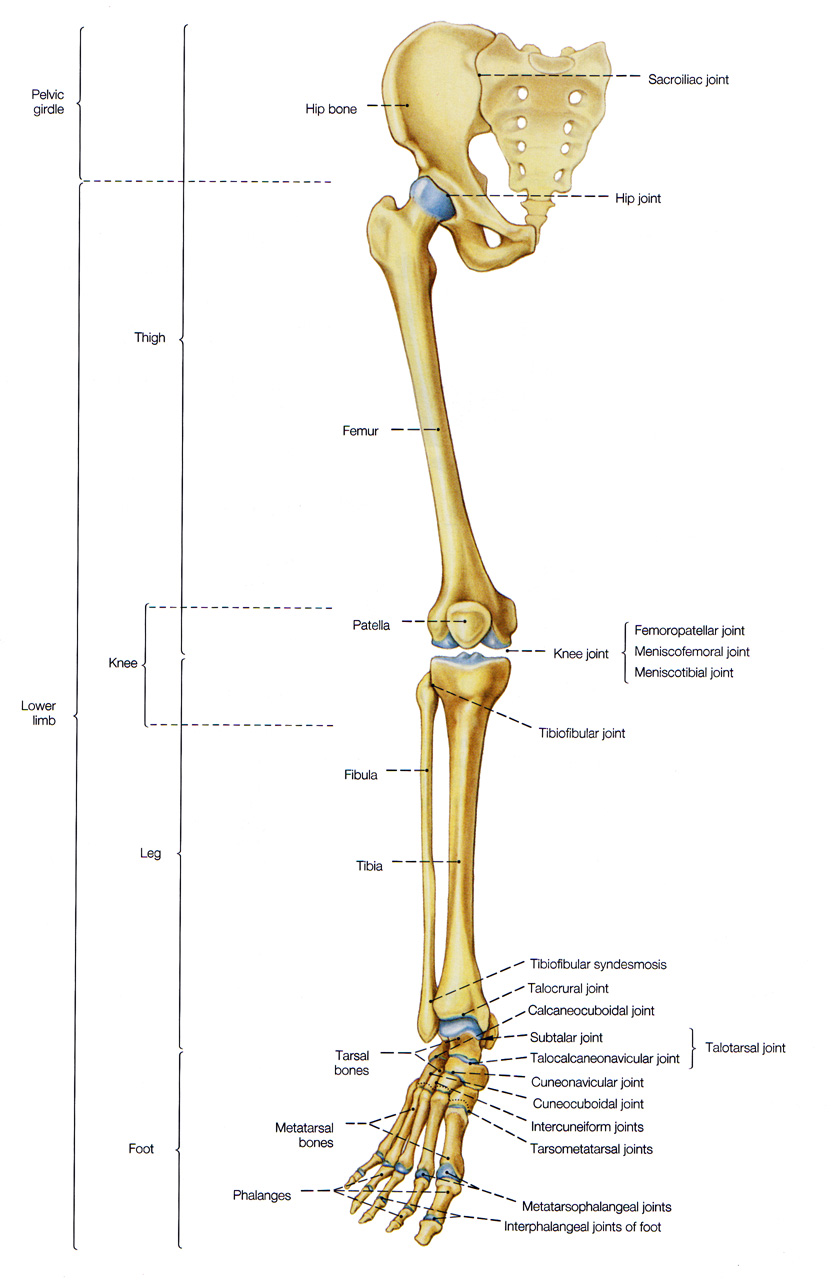 Sacroiliac joint
Pelvic
girdle
Hip bone
Hip joint
Thigh
Femur
Patella
Femoropatellar joint
Knee joint
Meniscofemoral joint
Meniscotibial joint
Knee
Lower
limb
Tibiofibular joint
Fibula
Leg
Tibia
Tibiofibular syndesmosis
Talocrural joint
Calcaneocuboidal joint
Subtalar joint
Talotarsal joint
Tarsal
bones
Talocalcaneonavicular joint
Cuneonavicular joint
Cuneocuboidal joint
Intercuneiform joints
Metatarsal
bones
Foot
Tarsometatarsal joints
Phalanges
Metatarsophalangeal joints
Interphalangeal joints of foot